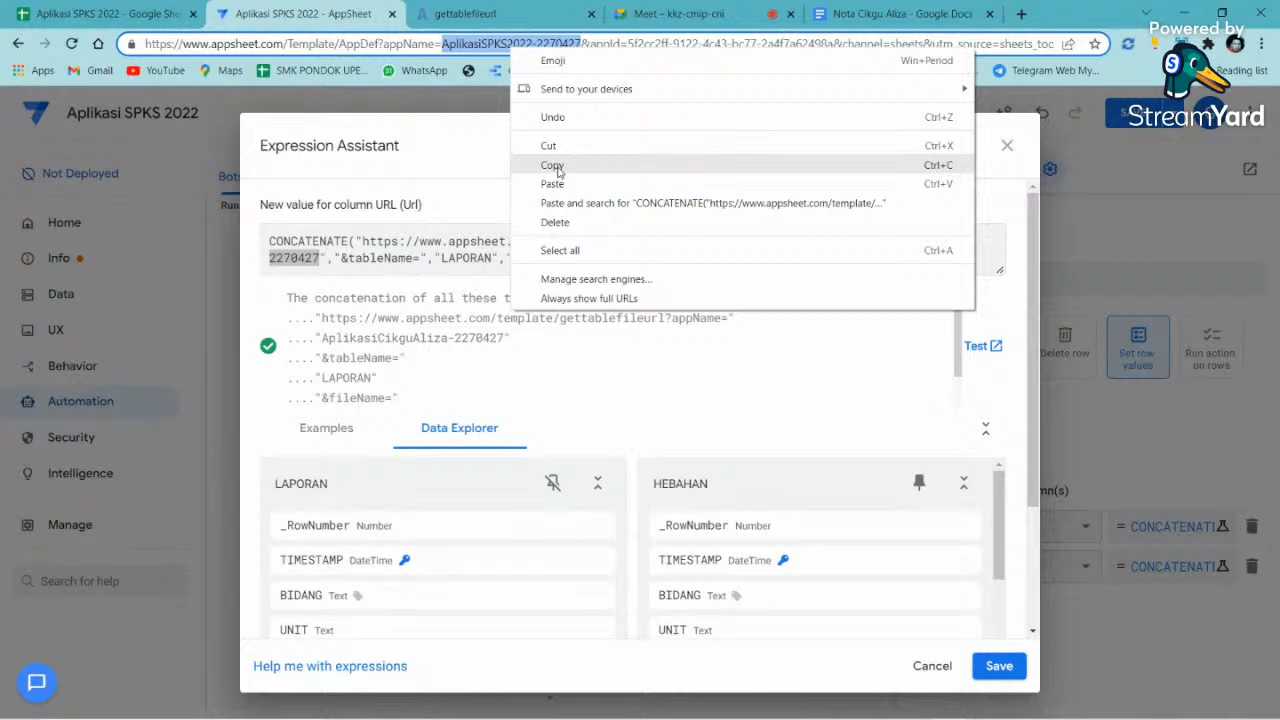 Aplikasi SPKS 2022 - Google She
Aplikasi SPKS 2022 - AppSheet
gettablefileurl
Meet – kkz-cmip-cni
Nota Cikgu Aliza - Google Docs
Powered by
https://www.appsheet.com/Template/AppDef?appName=AplikasiSPKS2022-2270427&appId=5f2cc2ff-9122-4c43-bc77-2a4f7a62498a&channel=sheets&utm_source=sheets_toc
Apps
Gmail
YouTube
Maps
SMK PONDOK UPE...
WhatsApp
Telegram Web My...
Reading list
StreamYard
Emoji Win+Period
Send to your devices
Undo Ctrl+Z
Cut Ctrl+X
Copy Ctrl+C
Paste Ctrl+V
Paste and search for "CONCATENATE("https://www.appsheet.com/template/..."
Delete
Select all Ctrl+A
Manage search engines...
Always show full URLs
Aplikasi SPKS 2022
Not Deployed
Home
Info
Data
UX
Behavior
Automation
Security
Intelligence
Manage
Search for help
Bots
Run
Expression Assistant
New value for column URL (Url)
CONCATENATE("https://www.appsheet.
2270427","&tableName=","LAPORAN","
The concatenation of all these t
...."https://www.appsheet.com/template/gettablefileurl?appName="
...."AplikasiCikguAliza-2270427"
...."&tableName="
...."LAPORAN"
...."&fileName="
Test
Examples
Data Explorer
LAPORAN
_RowNumber Number
TIMESTAMP DateTime
BIDANG Text
UNIT Text
HEBAHAN
_RowNumber Number
TIMESTAMP DateTime
BIDANG Text
UNIT Text
Help me with expressions
Cancel
Save
Delete row
Set row
values
Run action
on rows
mn(s)
= CONCATENATI
= CONCATENATI